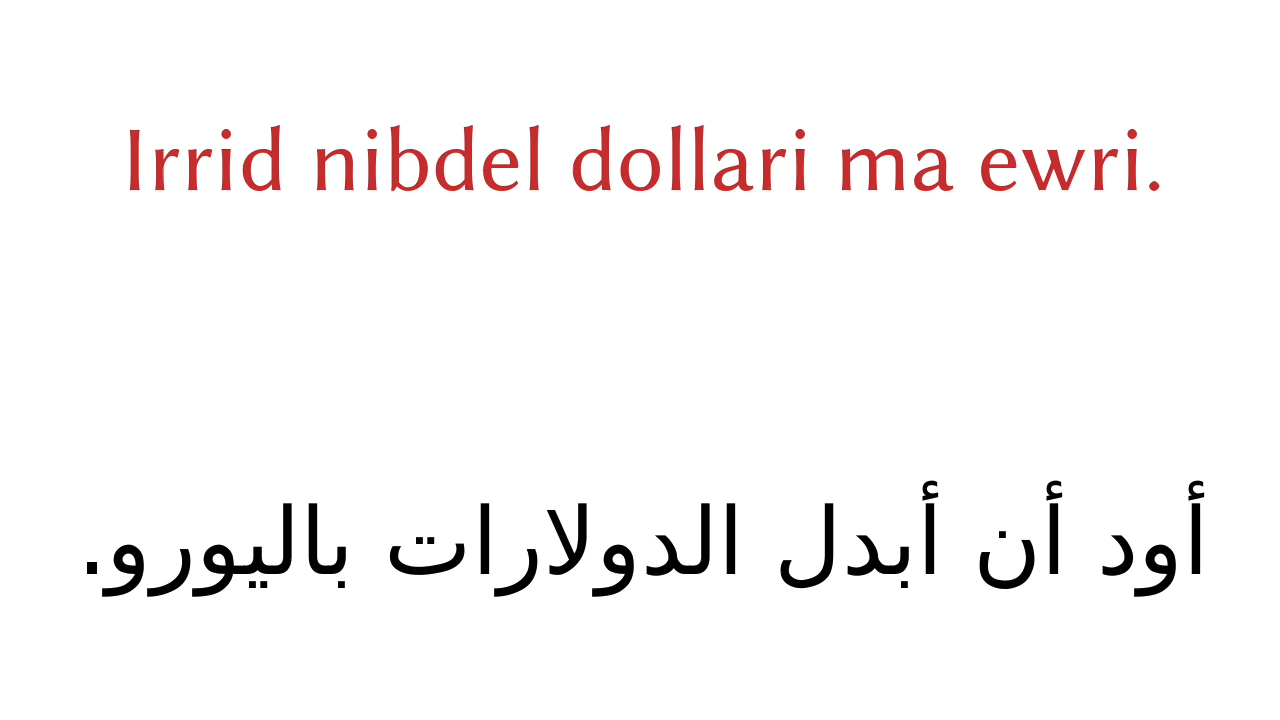 Irrid nibdel dollari ma ewri.
أود أن أبدل الدولارات باليورو.